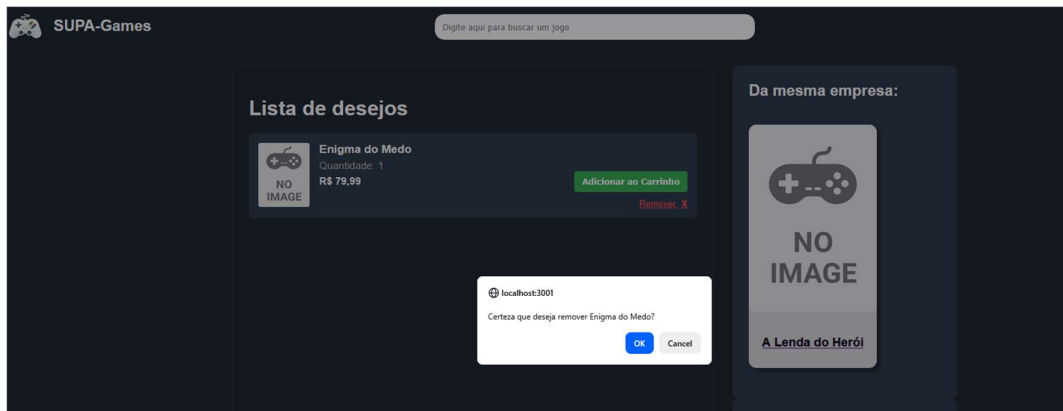 SUPA-Games
Digite aqui para buscar um jogo
Lista de desejos
NO
IMAGE
Enigma do Medo
Quantidade: 1
R$ 79,99
Adicionar ao Carrinho
Remover X
localhost:3001
Certeza que deseja remover Enigma do Medo?
OK Cancel
Da mesma empresa:
NO
IMAGE
A Lenda do Herói